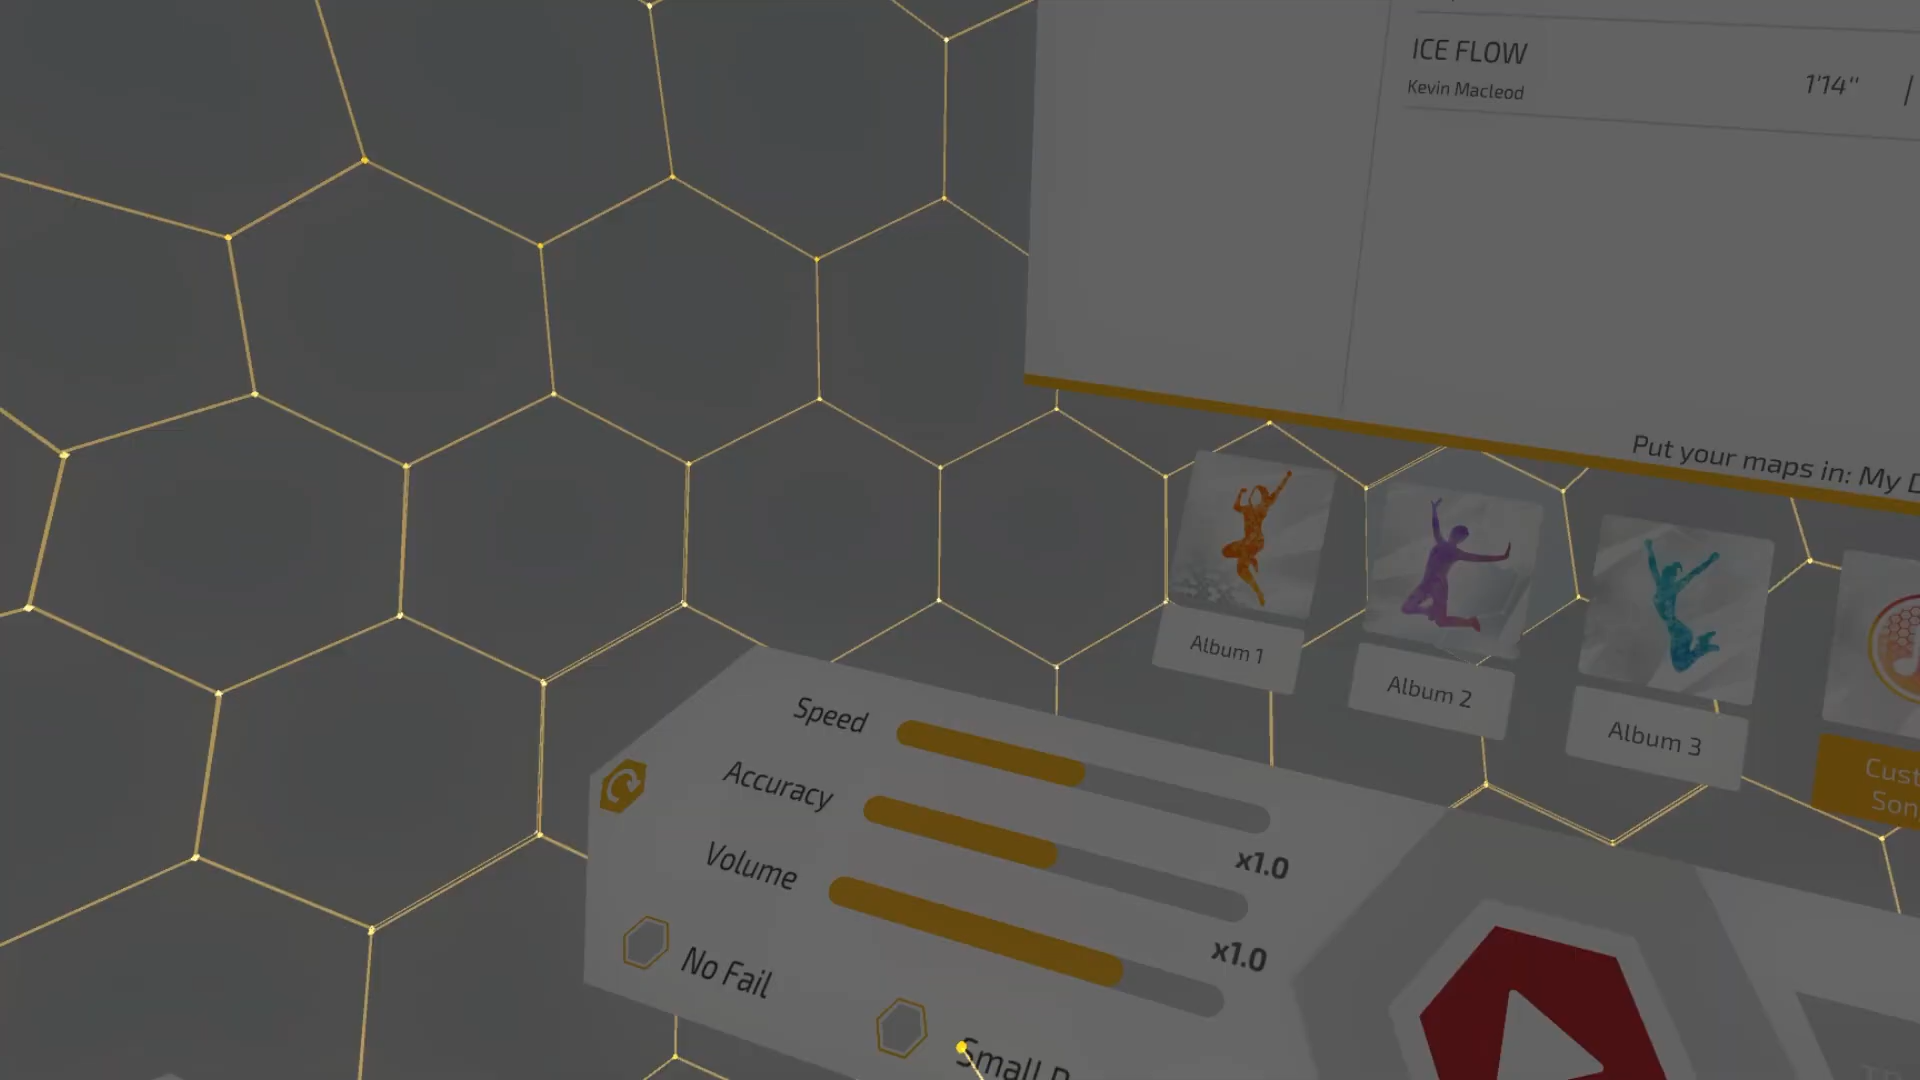 ICE FLOW
Kevin Macleod
1'14"
Put your maps in: My
Album 1
Album 2
Album 3
Speed
x1.0
Accuracy
x1.0
Volume
No Fail
Small